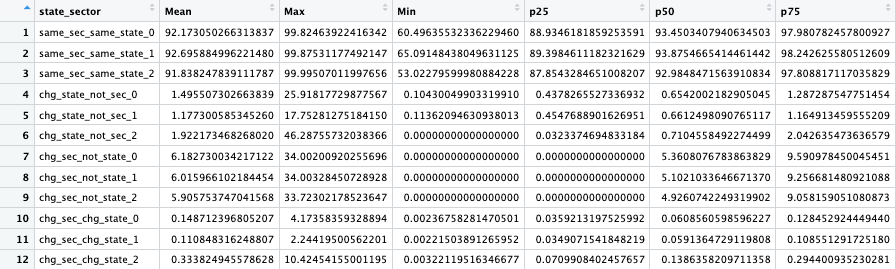 state_sector Mean Max Min p25 p50 p75
1 same_sec_same_state_0 92.173050266313837 99.82463922416342 60.49635532336229460 88.9346181859253591 93.4503407940634503 97.980782457800927
2 same_sec_same_state_1 92.695884996221480 99.87531177492147 65.09148438049631125 89.3984611182321629 93.8754665414461442 98.242625580512609
3 same_sec_same_state_2 91.838247839111787 99.99507011997656 53.02279599980884228 87.8543284651008207 92.9848471563910834 97.808817117035829
4 chg_state_not_sec_0 1.495507302663839 25.91817729877567 0.10430049903319910 0.4378265527336932 0.6542002182905045 1.287287547751454
5 chg_state_not_sec_1 1.177300585345260 17.75281275184150 0.11362094630938013 0.4547688901626951 0.6612498090765117 1.164913459555209
6 chg_state_not_sec_2 1.922173468268020 46.28755732038366 0.00000000000000000 0.0323374694833184 0.7104558492274499 2.042635473636579
7 chg_sec_not_state_0 6.182730034217122 34.00200920255696 0.00000000000000000 0.0000000000000000 5.3608076783863829 9.590978450045451
8 chg_sec_not_state_1 6.015966102184454 34.00328450728928 0.00000000000000000 0.0000000000000000 5.1021033646671370 9.256681480921088
9 chg_sec_not_state_2 5.905753747041568 33.72302178523647 0.00000000000000000 0.0000000000000000 4.9260742249319902 9.058159051080873
10 chg_sec_chg_state_0 0.148712396805207 4.17358359328894 0.00236758281470501 0.0359213197525992 0.0608560598596227 0.128452924449440
11 chg_sec_chg_state_1 0.110848316248807 2.24419500562201 0.00221503891265952 0.0349071541848219 0.0591364729119808 0.108551291725180
12 chg_sec_chg_state_2 0.333824945578628 10.42454155001195 0.00322119516346677 0.0709908402457657 0.1386358209711358 0.294400935230281